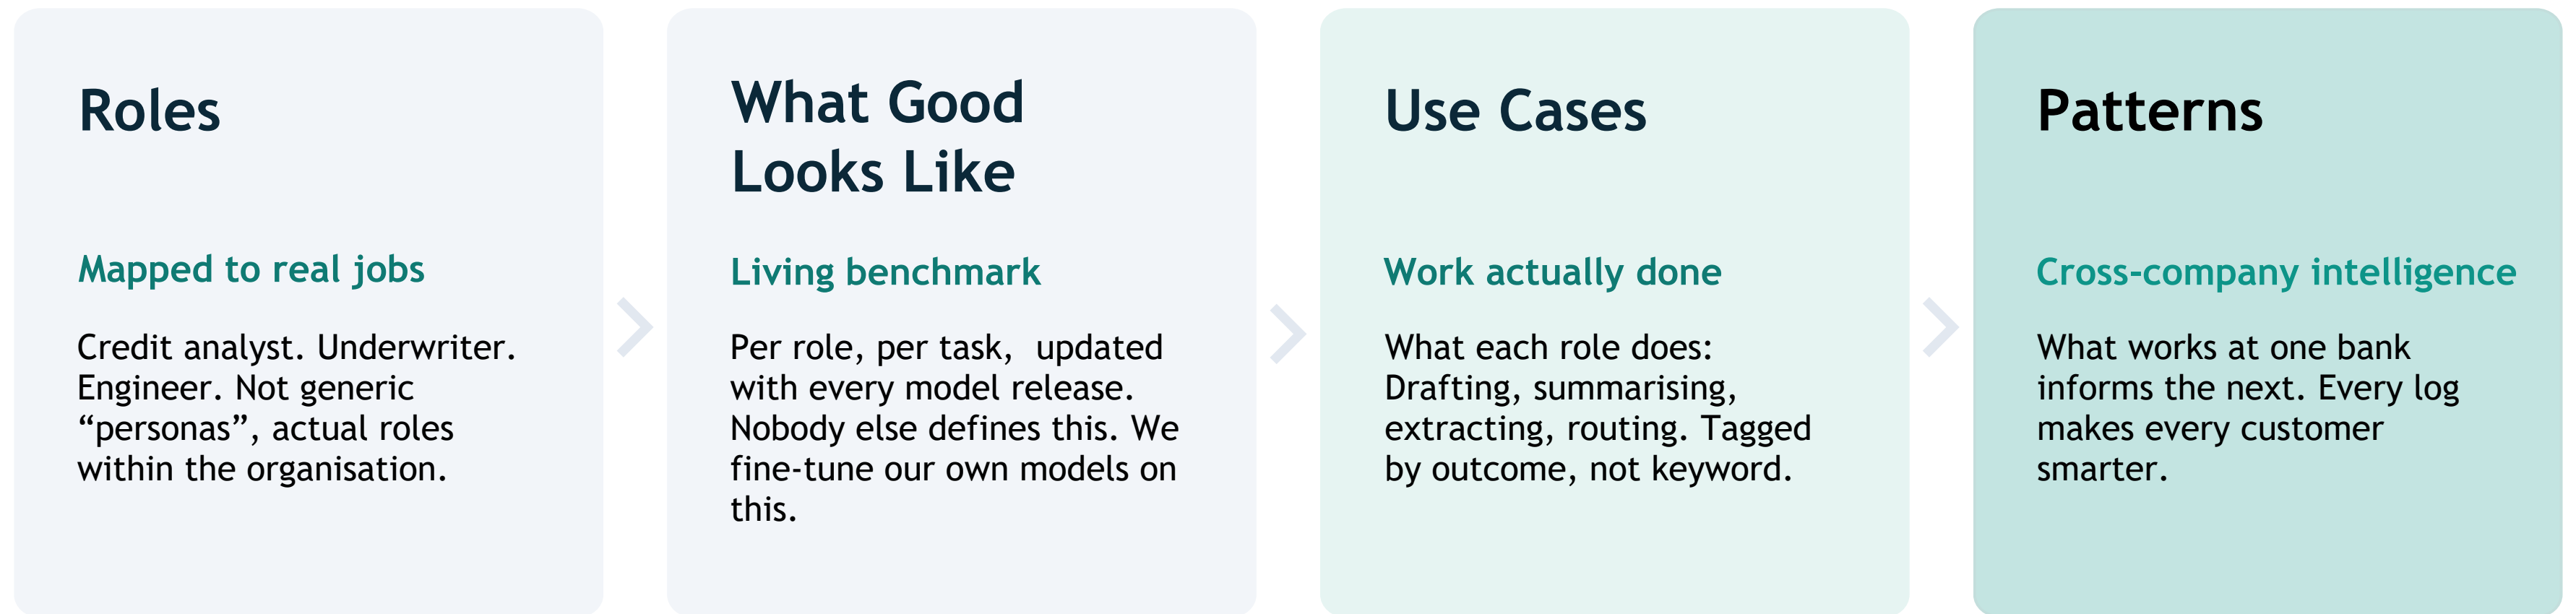 Roles
Mapped to real jobs
Credit analyst. Underwriter.
Engineer. Not generic
“personas”, actual roles
within the organisation.
What Good
Looks Like
Living benchmark
Per role, per task,  updated
with every model release.
Nobody else defines this. We
fine-tune our own models on
this.
Use Cases
Work actually done
What each role does:
Drafting, summarising,
extracting, routing. Tagged
by outcome, not keyword.
Patterns
Cross-company intelligence
What works at one bank
informs the next. Every log
makes every customer
smarter.